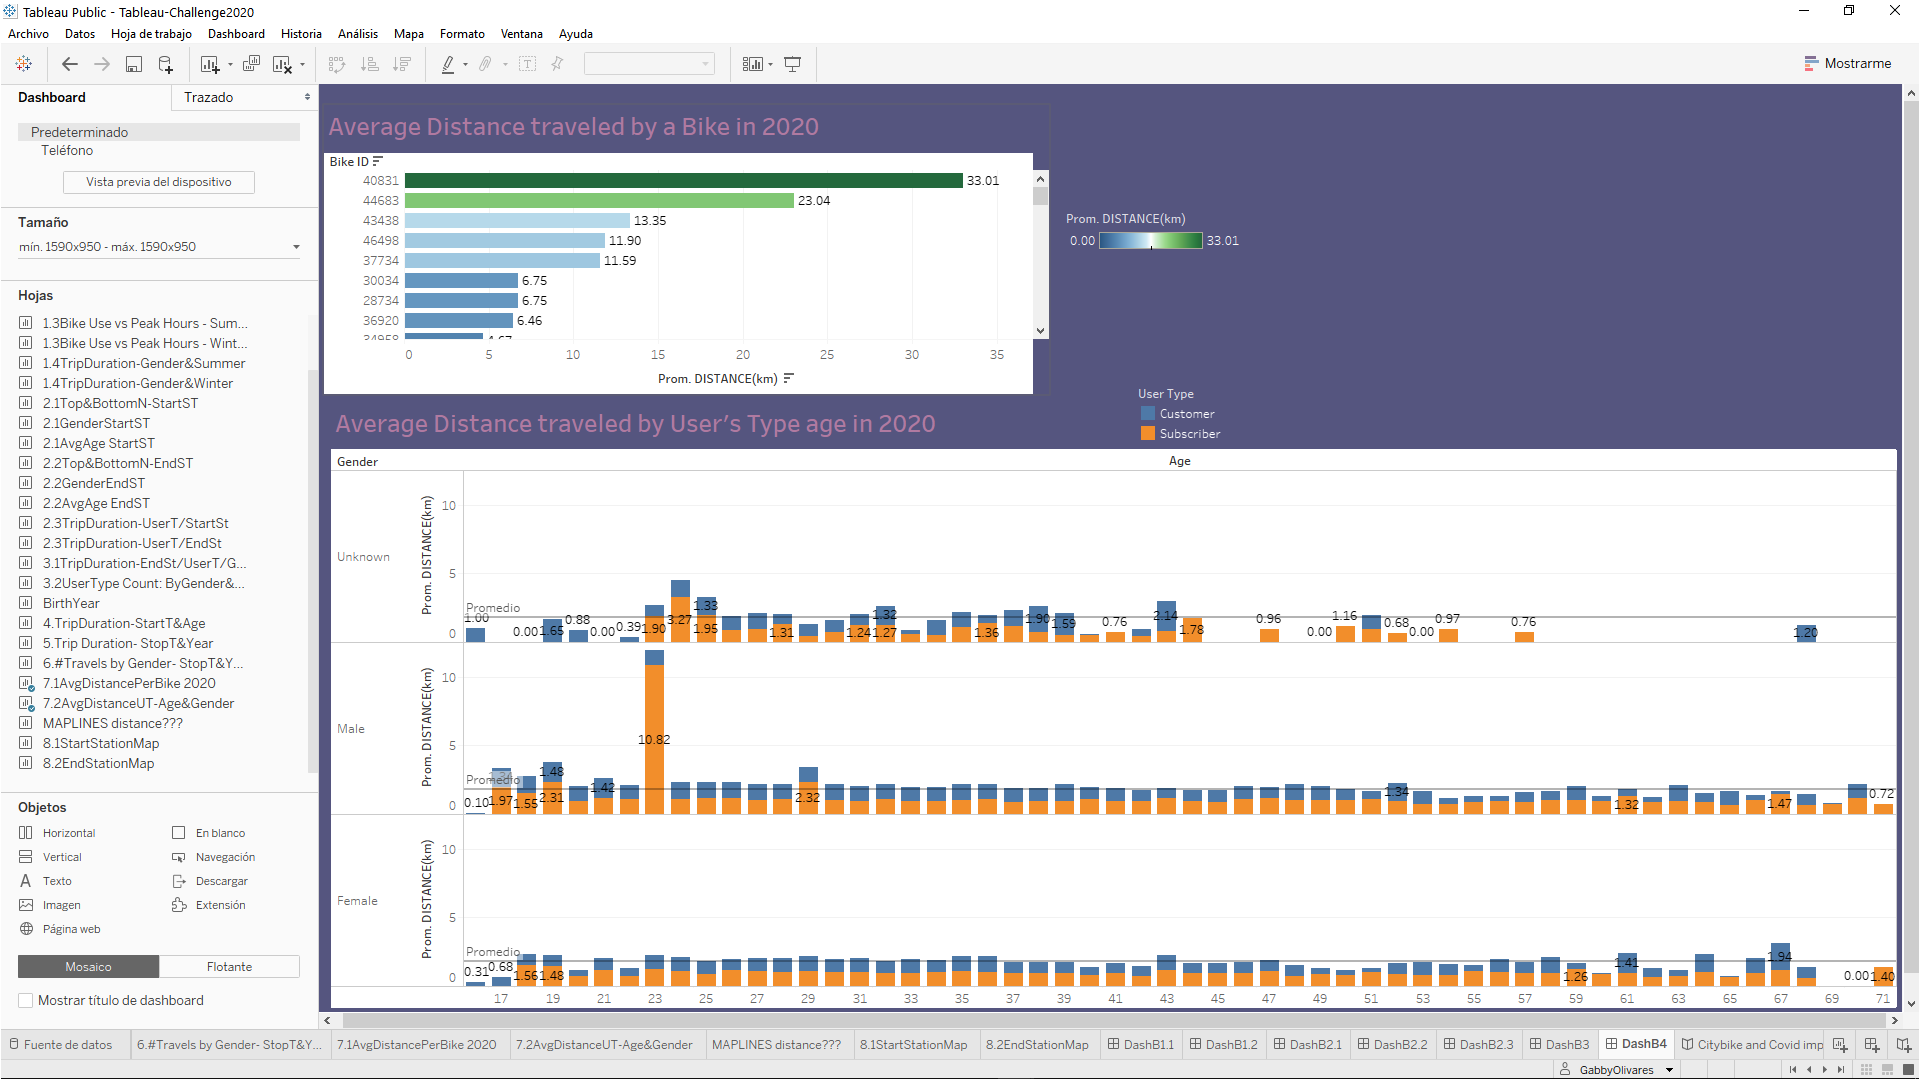 Tableau Public - Tableau-Challenge2020
Archivo Datos Hoja de trabajo Dashboard Historia Análisis Mapa Formato Ventana Ayuda
Mostrarme
Dashboard Trazado
Predeterminado
Teléfono
Vista previa del dispositivo
Tamaño
mín. 1590x950 - máx. 1590x950
Hojas
1.3Bike Use vs Peak Hours - Sum...
1.3Bike Use vs Peak Hours - Wint...
1.4TripDuration-Gender&Summer
1.4TripDuration-Gender&Winter
2.1Top&BottomN-StartST
2.1GenderStartST
2.1AvgAge StartST
2.2Top&BottomN-EndST
2.2GenderEndST
2.2AvgAge EndST
2.3TripDuration-UserT/StartSt
2.3TripDuration-UserT/EndSt
3.1TripDuration-EndSt/UserT/G...
3.2UserType Count: ByGender&...
BirthYear
4.TripDuration-StartT&Age
5.Trip Duration- StopT&Year
6.#Travels by Gender- StopT&Y...
7.1AvgDistancePerBike 2020
7.2AvgDistanceUT-Age&Gender
MAPLINES distance???
8.1StartStationMap
8.2EndStationMap
Objetos
Horizontal En blanco
Vertical Navegación
Texto Descargar
Imagen Extensión
Página web
Mosaico Flotante
Mostrar título de dashboard
Average Distance traveled by a Bike in 2020
Bike ID
40831 33.01
44683 23.04
43438 13.35
46498 11.90
37734 11.59
30034 6.75
28734 6.75
36920 6.46
0 5 10 15 20 25 30 35
Prom. DISTANCE(km)
Prom. DISTANCE(km)
0.00 33.01
User Type
Customer
Subscriber
Average Distance traveled by User's Type age in 2020
Gender Age
Unknown
Prom. DISTANCE(km)
10
5
0
Promedio
1.00 0.00 1.65 0.88 0.00 0.39 1.90 3.27 1.33 1.95 1.31 1.24 1.32 1.27 1.36 1.90 1.59 0.76 2.14 1.78 0.96 0.00 1.16 0.68 0.00 0.97 0.76 1.20
Male
Prom. DISTANCE(km)
10
5
0
Promedio
0.10 1.97 1.55 1.48 2.31 1.42 10.82 2.32 1.34 1.32 1.47 0.72
Female
Prom. DISTANCE(km)
10
5
0
Promedio
0.31 0.68 1.56 1.48 1.26 1.41 1.94 0.00 1.40
17 19 21 23 25 27 29 31 33 35 37 39 41 43 45 47 49 51 53 55 57 59 61 63 65 67 69 71
Fuente de datos 6.#Travels by Gender- StopT&Y... 7.1AvgDistancePerBike 2020 7.2AvgDistanceUT-Age&Gender MAPLINES distance??? 8.1StartStationMap 8.2EndStationMap DashB1.1 DashB1.2 DashB2.1 DashB2.2 DashB2.3 DashB3 DashB4 Citybike and Covid imp
GabbyOlivares